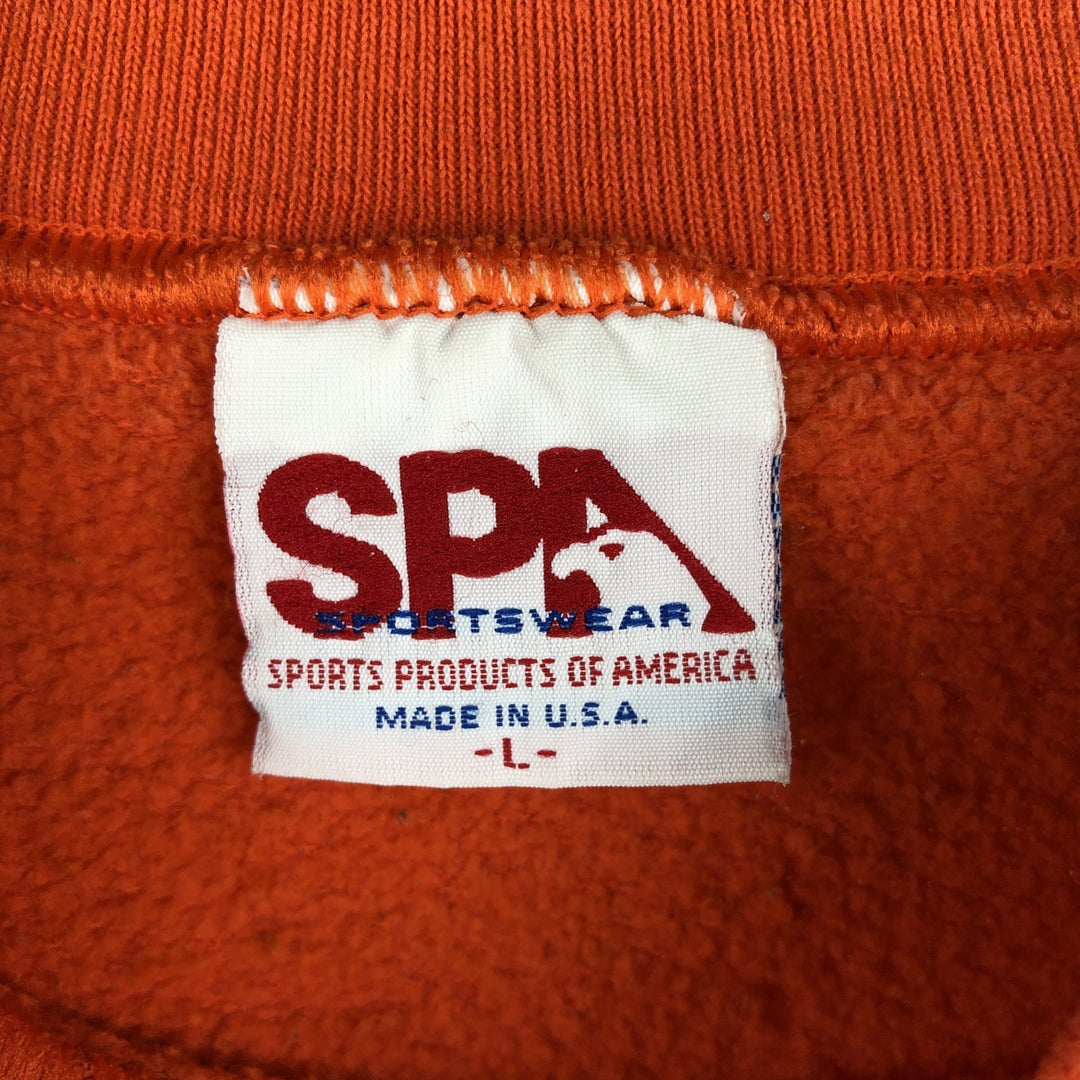 SPA
SPORTSWEAR
SPORTS PRODUCTS OF AMERICA
MADE IN U.S.A.
-L-